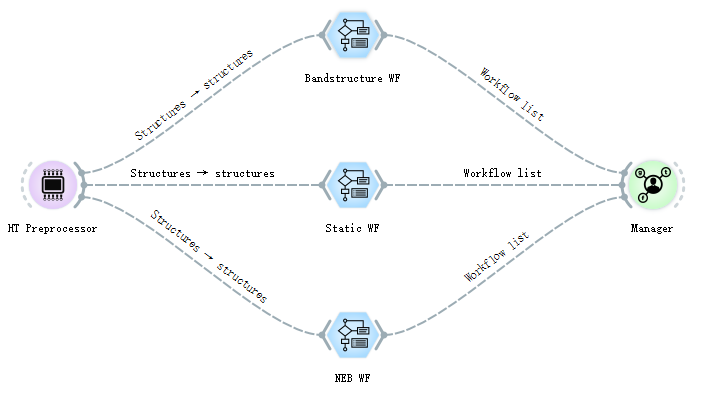 Bandstructure WF
Structures → structures
Workflow list
Structures → structures
Workflow list
HT Preprocessor
Static WF
Manager
Structures → structures
Workflow list
NEB WF